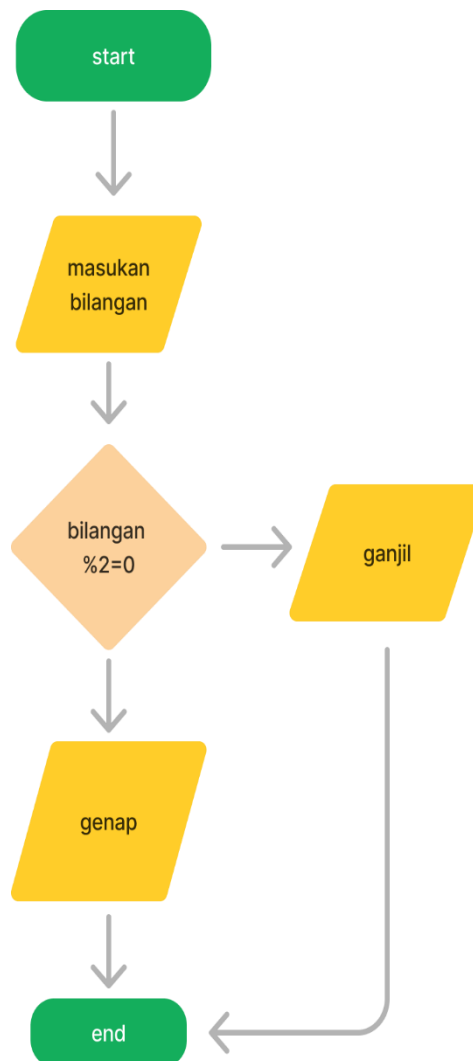 start
masukan
bilangan
bilangan
%2=0
ganjil
genap
end